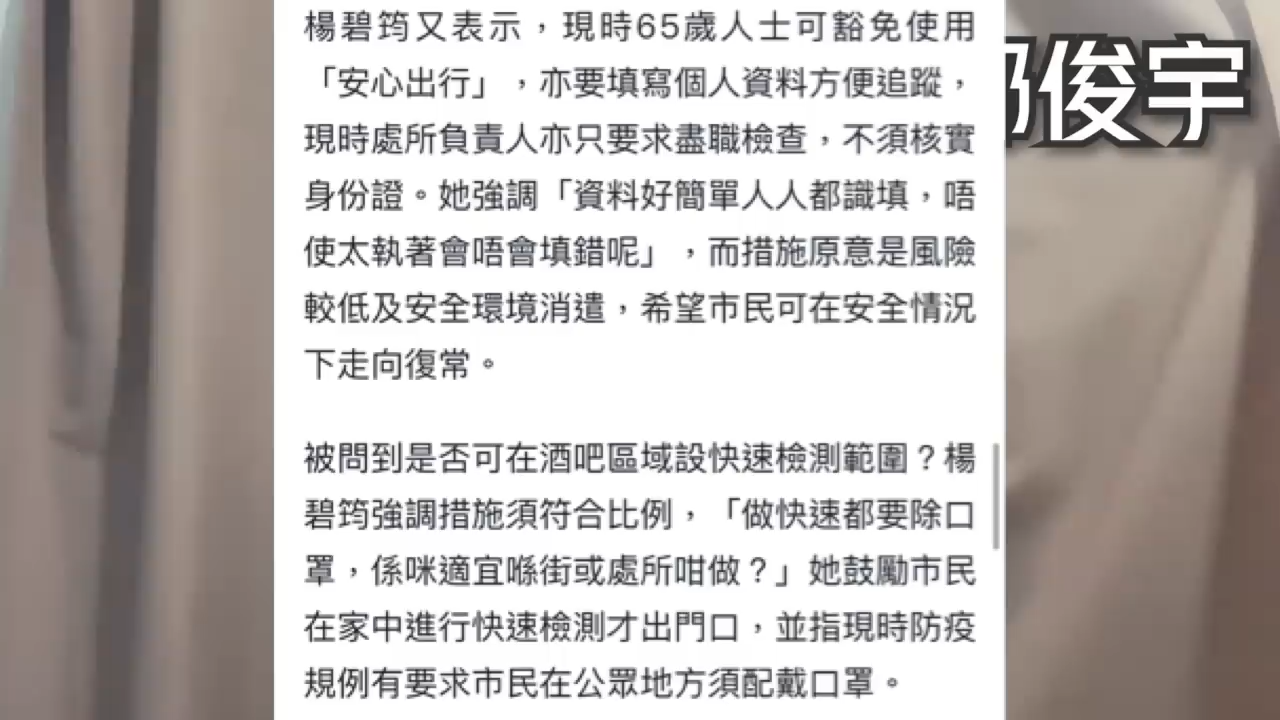 楊碧筠又表示，現時65歲人士可豁免使用
「安心出行」，亦要填寫個人資料方便追蹤，
現時處所負責人亦只要求盡職檢查，不須核實
身份證。她強調「資料好簡單人人都識填，唔
使太執著會唔會填錯呢」，而措施原意是風險
較低及安全環境消遣，希望市民可在安全情況
下走向復常。
被問到是否可在酒吧區域設快速檢測範圍？楊
碧筠強調措施須符合比例，「做快速都要除口
罩，係咪適宜喺街或處所咁做？」她鼓勵市民
在家中進行快速檢測才出門口，並指現時防疫
規例有要求市民在公眾地方須配戴口罩。
俊宇